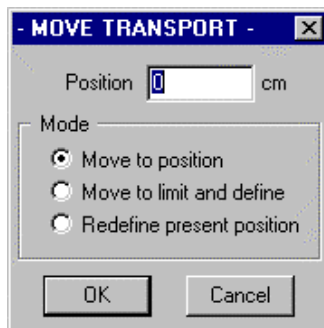 - MOVE TRANSPORT -
Position 0 cm
Mode
Move to position
Move to limit and define
Redefine present position
OK Cancel